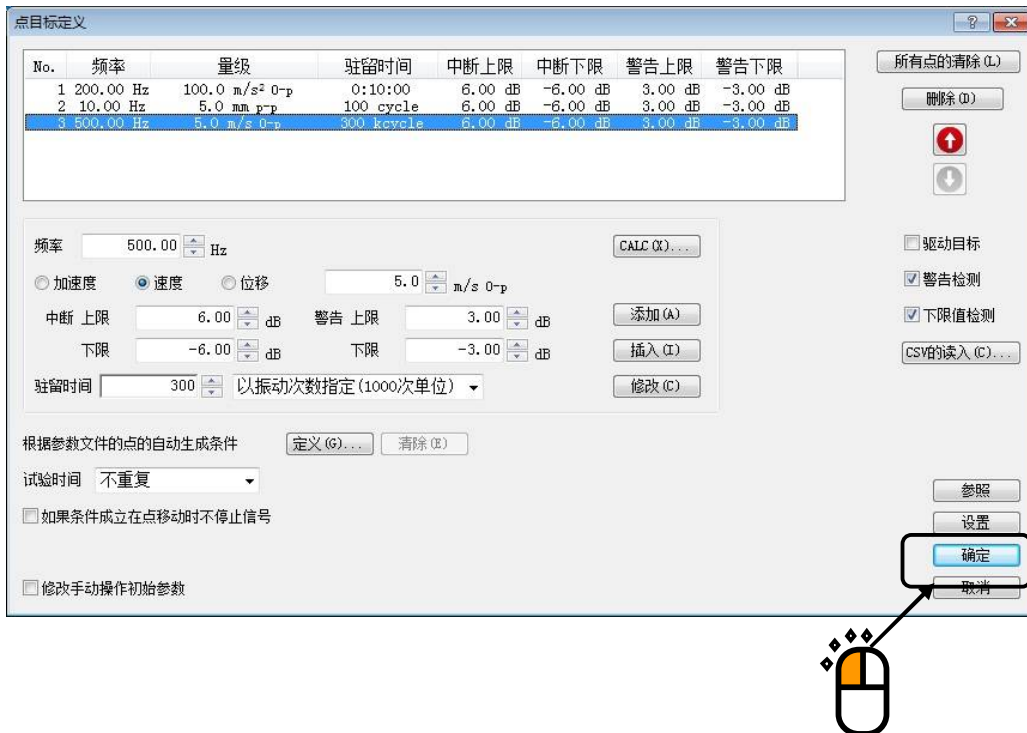 点目标定义
No. 频率 量级 驻留时间 中断上限 中断下限 警告上限 警告下限
1 200.00 Hz 100.0 m/s² 0-p 0:10:00 6.00 dB -6.00 dB 3.00 dB -3.00 dB
2 10.00 Hz 5.0 mm p-p 100 cycle 6.00 dB -6.00 dB 3.00 dB -3.00 dB
3 500.00 Hz 5.0 m/s 0-p 300 kcycle 6.00 dB -6.00 dB 3.00 dB -3.00 dB
所有点的清除(L)
删除(D)
频率 500.00 Hz CALC(X)...
驱动目标
加速度 速度 位移 5.0 m/s 0-p
警告检测
中断 上限 6.00 dB 警告 上限 3.00 dB 添加(A)
下限值检测
下限 -6.00 dB 下限 -3.00 dB 插入(I)
CSV的读入(C)...
驻留时间 300 以振动次数指定(1000次单位) 修改(C)
根据参数文件的点的自动生成条件 定义(G)... 清除(E)
试验时间 不重复
参照
如果条件成立在点移动时不停止信号
设置
确定
修改手动操作初始参数
取消